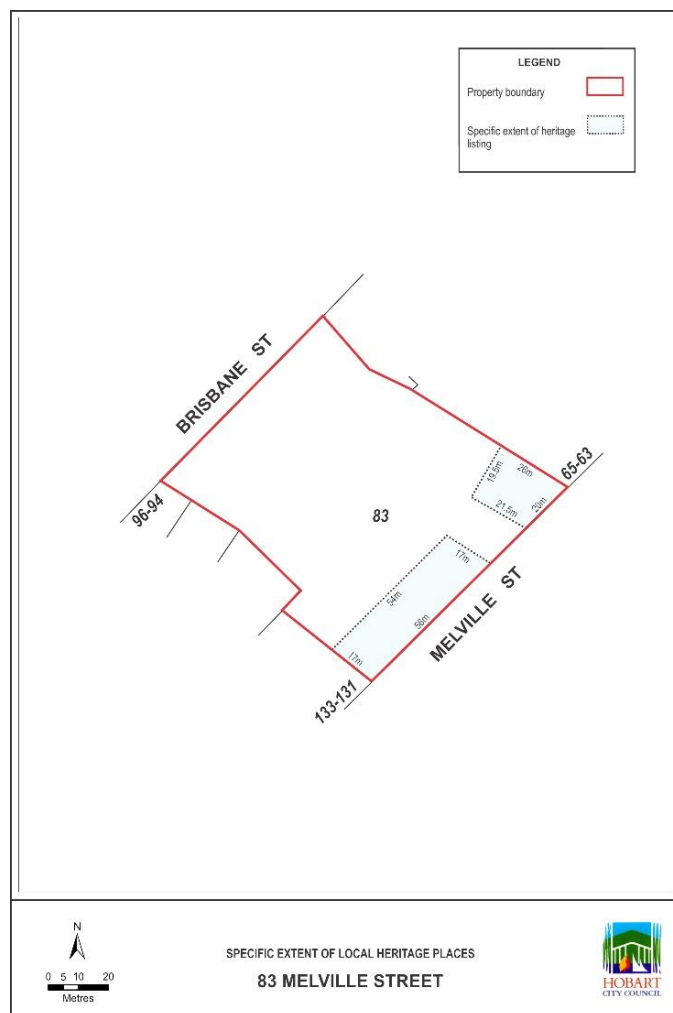 LEGEND
Property boundary
Specific extent of heritage
listing
BRISBANE ST
65-63
19.5m
26m
96-94
83
21.5m
20m
17m
54m
MELVILLE ST
56m
17m
133-131
N
SPECIFIC EXTENT OF LOCAL HERITAGE PLACES
0 5 10 20
83 MELVILLE STREET
Metres
HOBART
CITY COUNCIL